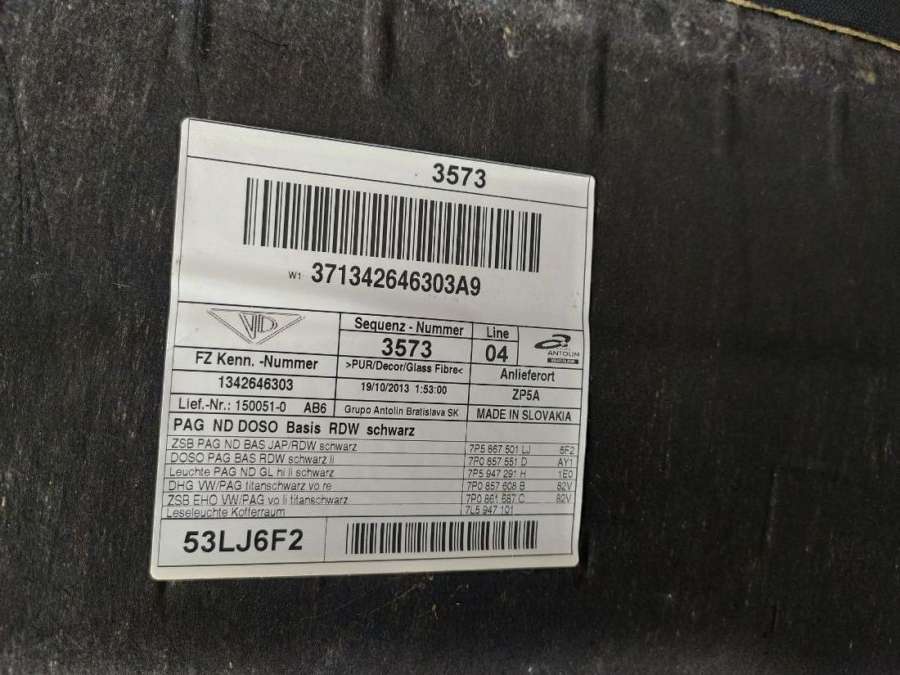 3573
W1 371342646303A9
VD
Sequenz - Nummer
3573
>PUR/Decor/Glass Fibre<
19/10/2013 1:53:00
Grupo Antolin Bratislava SK
Line
04
ANTOLIN
Anlieferort
ZP5A
MADE IN SLOVAKIA
FZ Kenn. -Nummer
1342646303
Lief.-Nr.: 150051-0 AB6
PAG ND DOSO Basis RDW schwarz
ZSB PAG ND BAS JAP/RDW schwarz 7P5 867 501 LJ 6F2
DOSO PAG BAS RDW schwarz li 7P0 857 551 D AY1
Leuchte PAG ND GL hi li schwarz 7P5 947 291 H 1E0
DHG VW/PAG titanschwarz vo re 7P0 857 608 B 82V
ZSB EHO VW/PAG vo li titanschwarz 7P0 861 587 C 82V
Leseleuchte Kofferraum 7L5 947 101
53LJ6F2